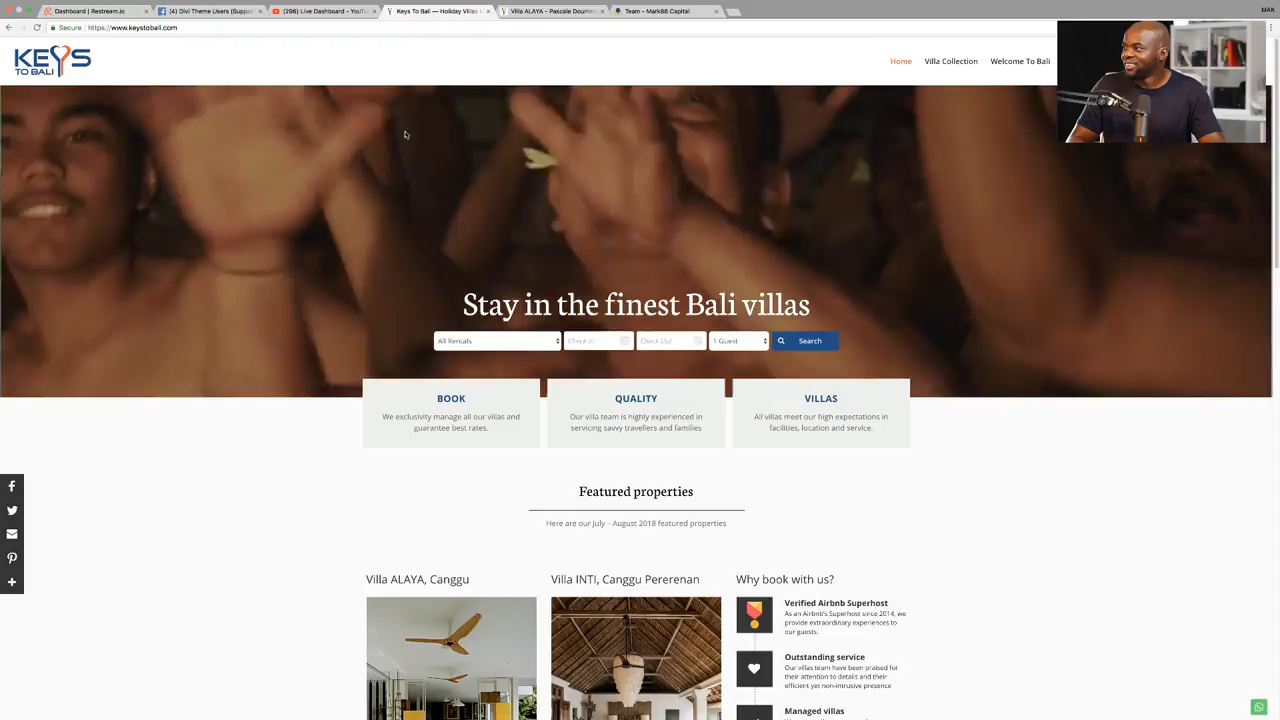 Dashboard | Restream.io
(4) Divi Theme Users (Suppor
(296) Live Dashboard - YouTu
Keys To Bali – Holiday Villas
Villa ALAYA - Pascale Doumen
Team - Mark88 Capital
MAK
Secure
https://www.keystobali.com
KEYS
TO BALI
Home
Villa Collection
Welcome To Bali
Stay in the finest Bali villas
All Rentals
Check in
Check Out
1 Guest
Search
BOOK
We exclusivity manage all our villas and
guarantee best rates.
QUALITY
Our villa team is highly experienced in
servicing savvy travellers and families
VILLAS
All villas meet our high expectations in
facilities, location and service.
Featured properties
Here are our July – August 2018 featured properties
Villa ALAYA, Canggu
Villa INTI, Canggu Pererenan
Why book with us?
Verified Airbnb Superhost
As an Airbnb's Superhost since 2014, we
provide extraordinary experiences to
our guests.
Outstanding service
Our villas team have been praised for
their attention to details and their
efficient yet non-intrusive presence
Managed villas